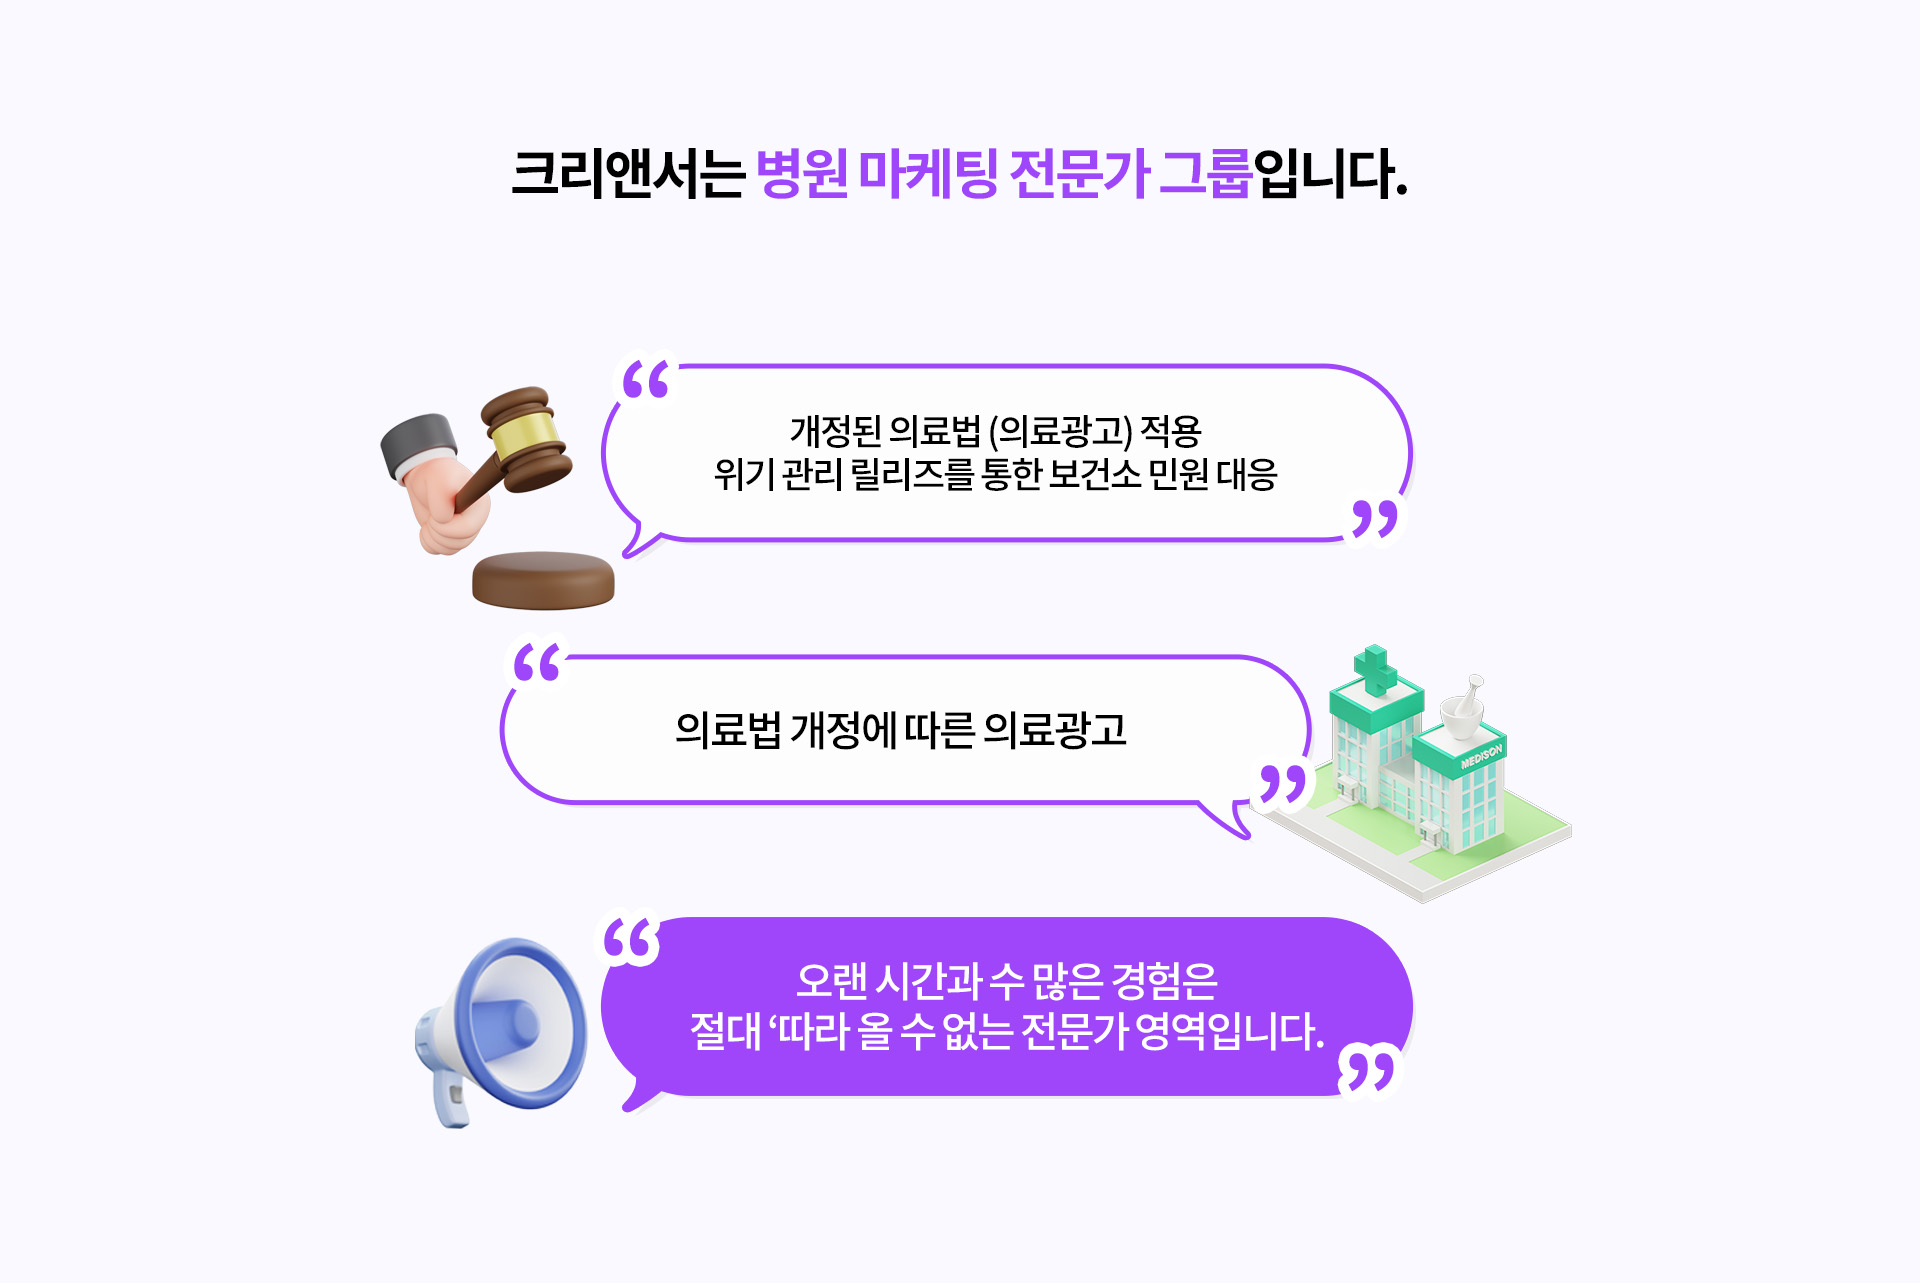 크리앤서는 병원 마케팅 전문가 그룹입니다.
“
개정된 의료법 (의료광고) 적용
위기 관리 릴리즈를 통한 보건소 민원 대응
”
“
의료법 개정에 따른 의료광고
”
MEDISON
“
오랜 시간과 수 많은 경험은
절대 ‘따라 올 수 없는 전문가 영역입니다.
”